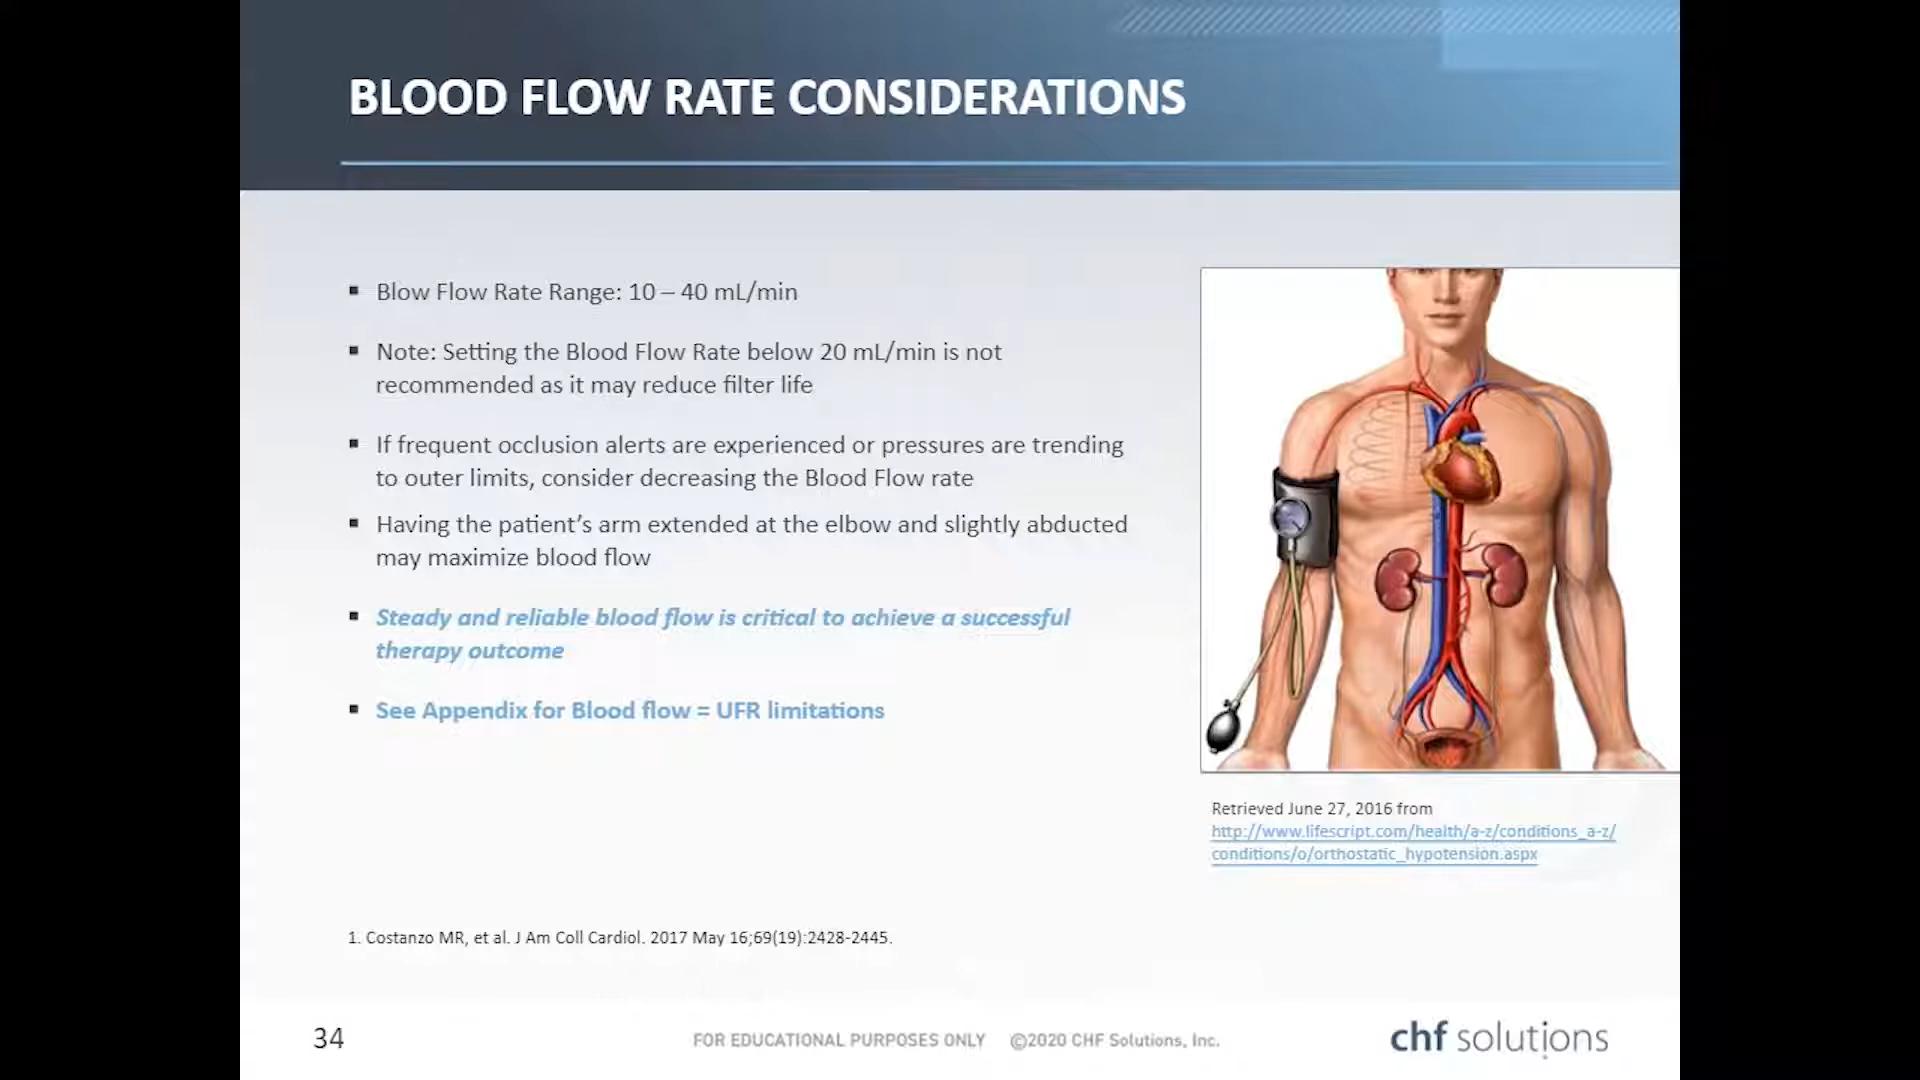 BLOOD FLOW RATE CONSIDERATIONS
▪ Blow Flow Rate Range: 10 – 40 mL/min
▪ Note: Setting the Blood Flow Rate below 20 mL/min is not
recommended as it may reduce filter life
▪ If frequent occlusion alerts are experienced or pressures are trending
to outer limits, consider decreasing the Blood Flow rate
▪ Having the patient's arm extended at the elbow and slightly abducted
may maximize blood flow
▪ Steady and reliable blood flow is critical to achieve a successful
therapy outcome
▪ See Appendix for Blood flow = UFR limitations
Retrieved June 27, 2016 from
http://www.lifescript.com/health/a-z/conditions_a-z/
conditions/o/orthostatic_hypotension.aspx
1. Costanzo MR, et al. J Am Coll Cardiol. 2017 May 16;69(19):2428-2445.
34
FOR EDUCATIONAL PURPOSES ONLY ©2020 CHF Solutions, Inc.
chf solutions